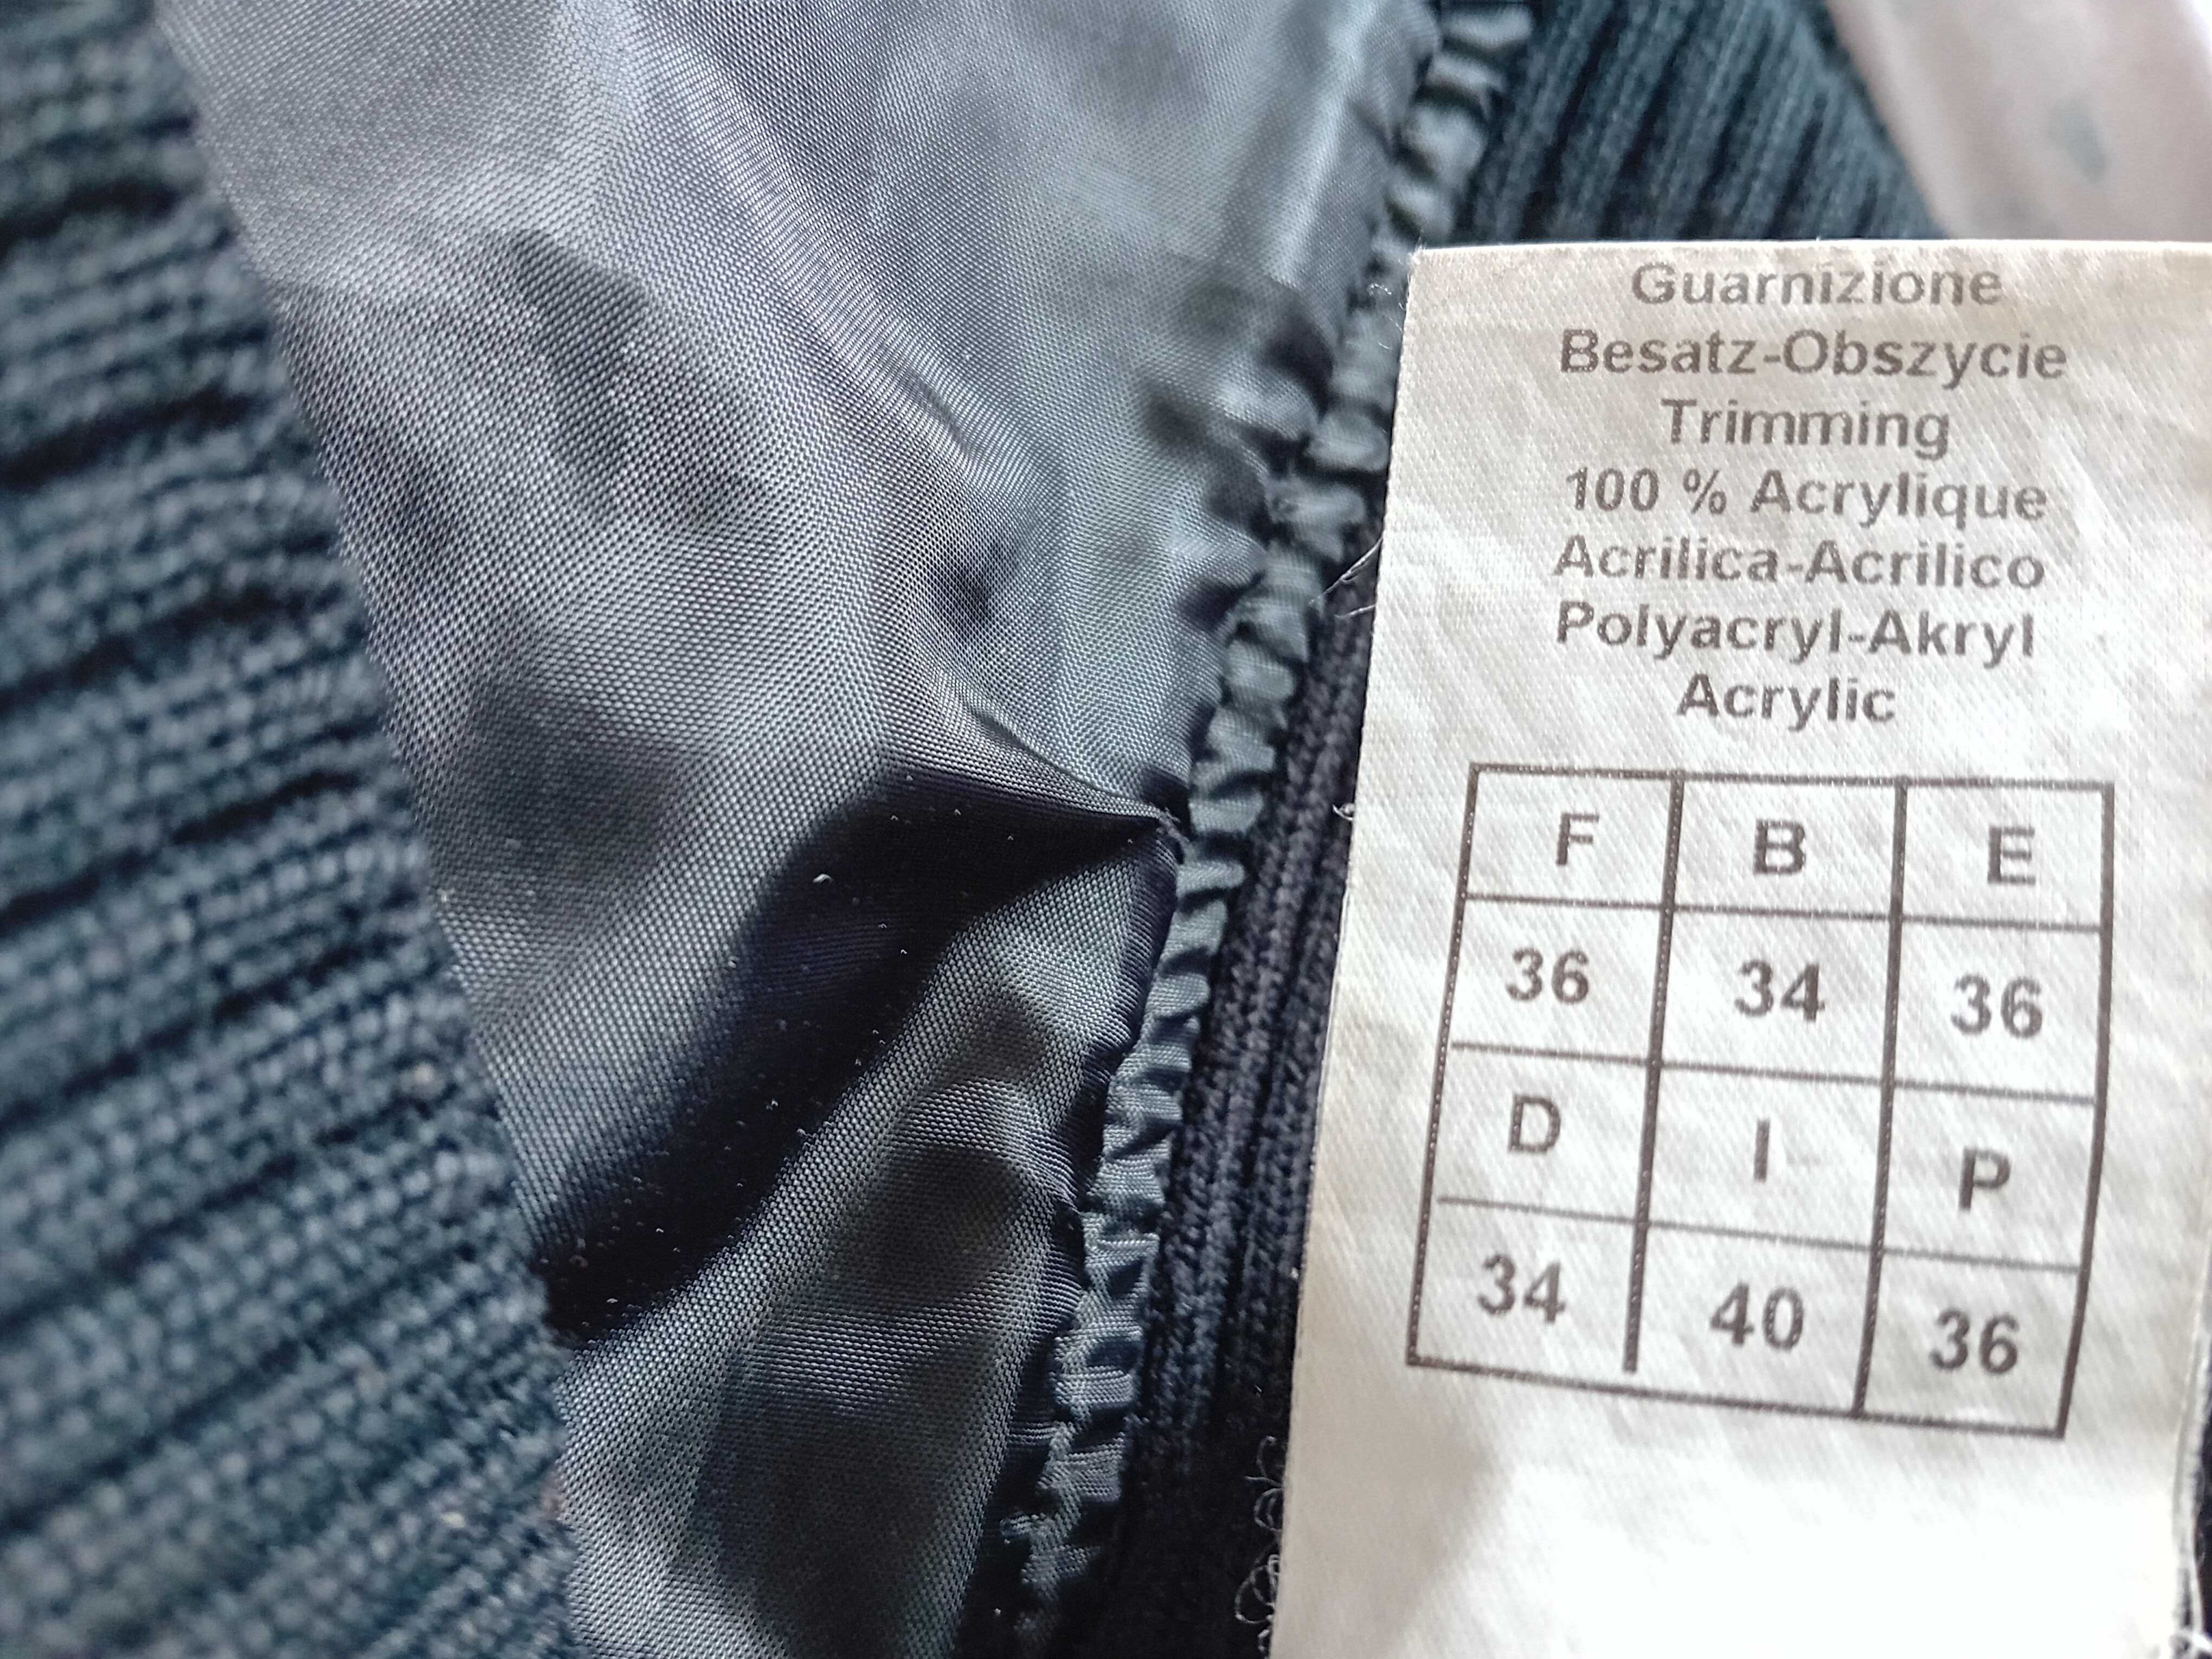 Guarnizione
Besatz-Obszycie
Trimming
100 % Acrylique
Acrilica-Acrilico
Polyacryl-Akryl
Acrylic
F B E
36 34 36
D I P
34 40 36